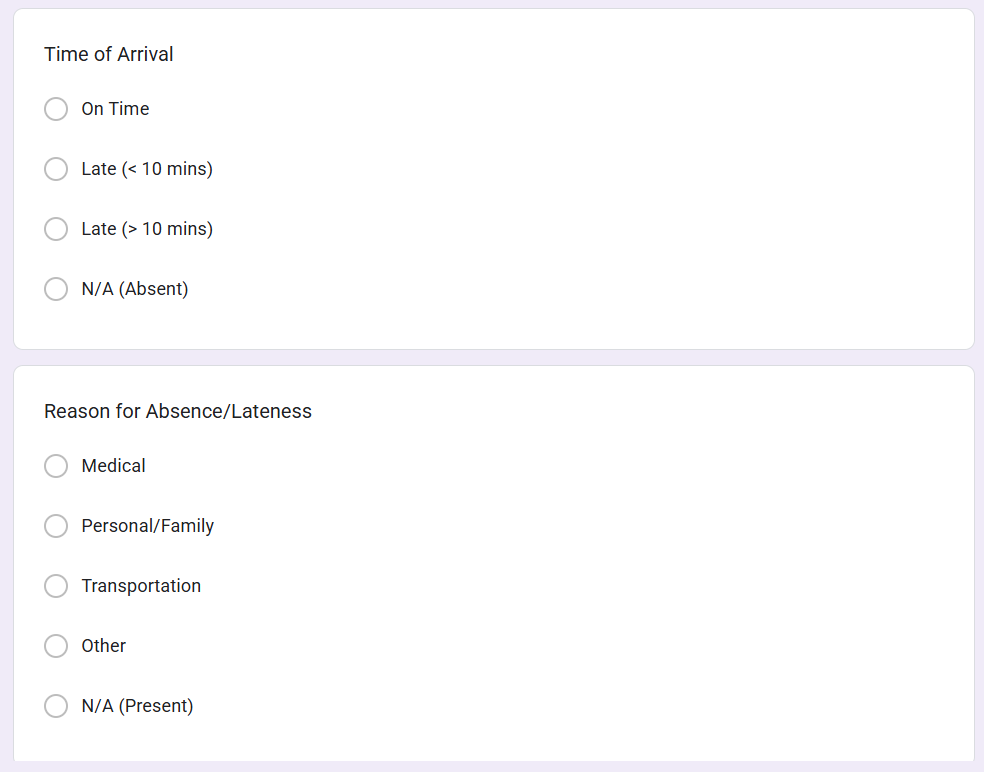 Time of Arrival
On Time
Late (< 10 mins)
Late (> 10 mins)
N/A (Absent)
Reason for Absence/Lateness
Medical
Personal/Family
Transportation
Other
N/A (Present)